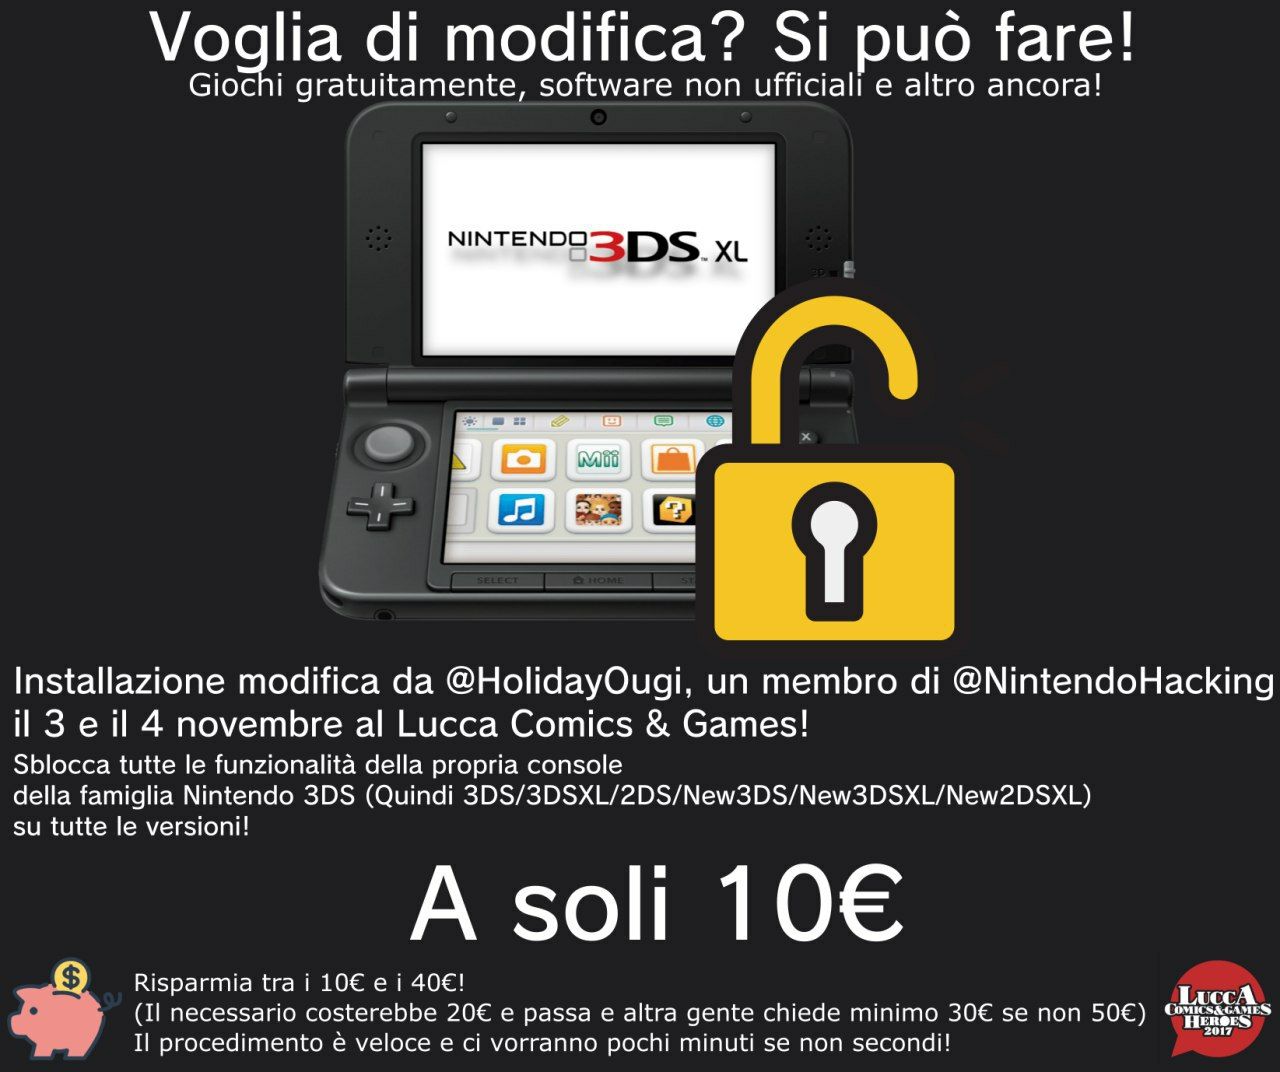 Voglia di modifica? Si può fare!
Giochi gratuitamente, software non ufficiali e altro ancora!
NINTENDO 3DS™ XL
3D
Mii
X
SELECT
HOME
ST
Installazione modifica da @HolidayOugi, un membro di @NintendoHacking
il 3 e il 4 novembre al Lucca Comics & Games!
Sblocca tutte le funzionalità della propria console
della famiglia Nintendo 3DS (Quindi 3DS/3DSXL/2DS/New3DS/New3DSXL/New2DSXL)
su tutte le versioni!
A soli 10€
$
Risparmia tra i 10€ e i 40€!
(Il necessario costerebbe 20€ e passa e altra gente chiede minimo 30€ se non 50€)
Il procedimento è veloce e ci vorranno pochi minuti se non secondi!
LUCCA
COMICS&GAMES
HEROES
2017